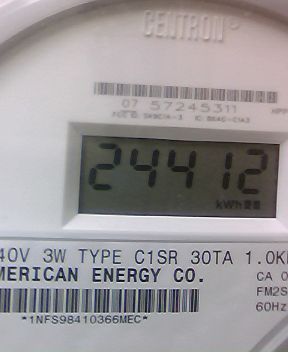 CENTRON®
07 57245311
24412
kWh
40V 3W TYPE C1SR 30TA 1.0K
MERICAN ENERGY CO.
CA 0
FM2S
60Hz
*1NFS98410366MEC*